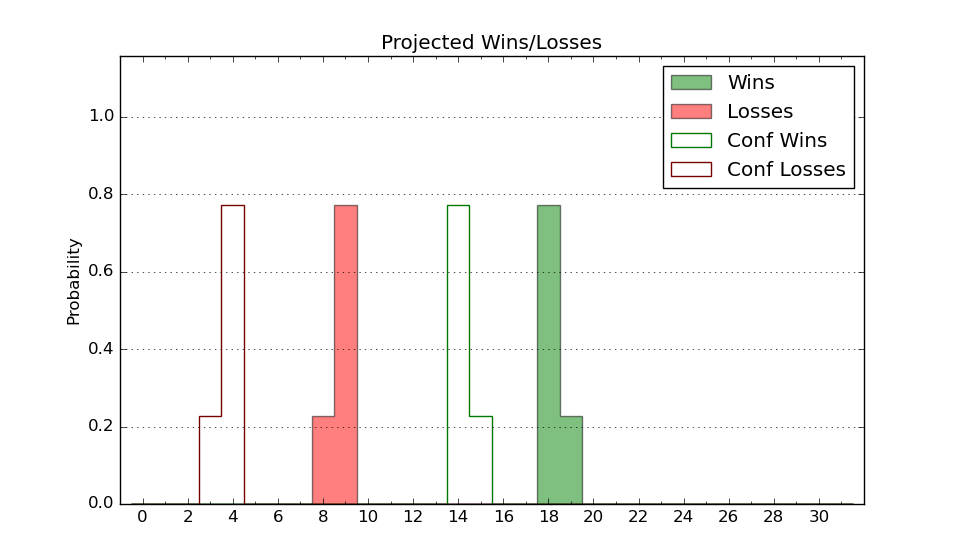 Projected Wins/Losses
Wins
Losses
Conf Wins
Conf Losses
Probability
1.0
0.8
0.6
0.4
0.2
0.0
0 2 4 6 8 10 12 14 16 18 20 22 24 26 28 30